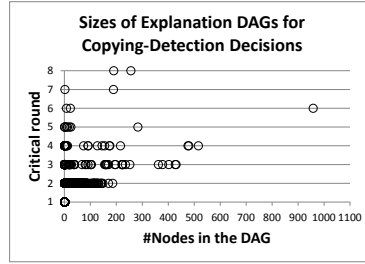 Sizes of Explanation DAGs for
Copying-Detection Decisions
Critical round
8
7
6
5
4
3
2
1
0 100 200 300 400 500 600 700 800 900 1000 1100
#Nodes in the DAG